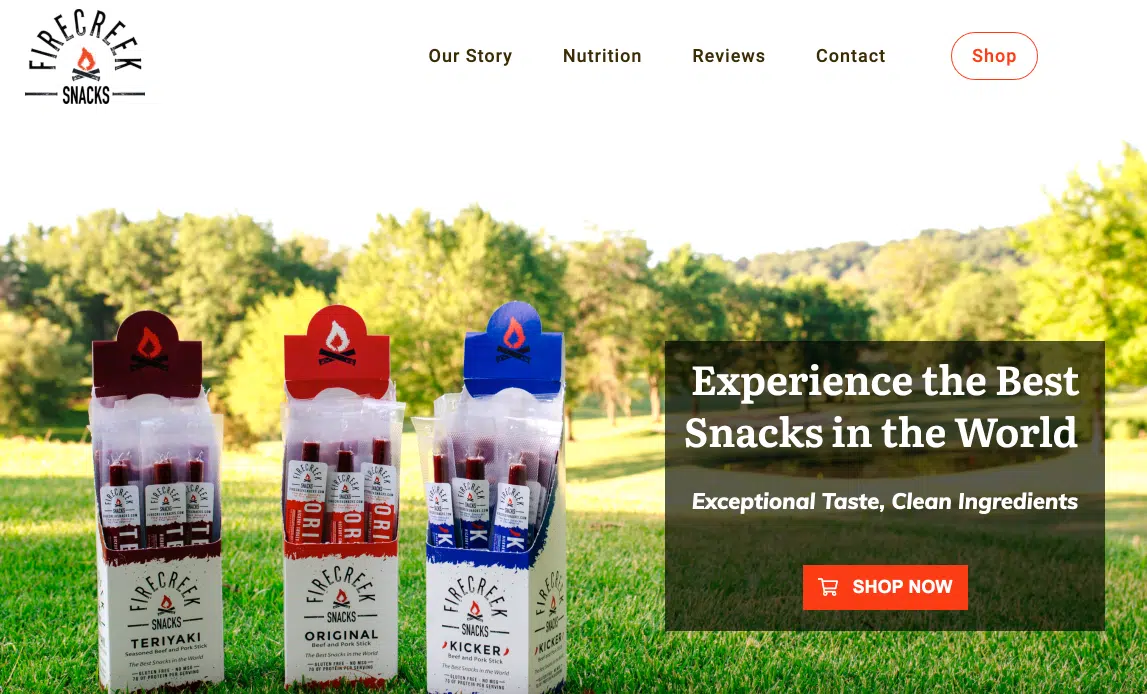 FIRECREEK
SNACKS
Our Story
Nutrition
Reviews
Contact
Shop
Experience the Best
Snacks in the World
Exceptional Taste, Clean Ingredients
SHOP NOW
FIRECREEK
SNACKS
TERIYAKI
Seasoned Beef and Pork Stick
The Best Snacks in the World
GLUTEN FREE - NO MSG
7G OF PROTEIN PER SERVING
FIRECREEK
SNACKS
ORI
ORIGINAL
Beef and Pork Stick
The Best Snacks in the World
GLUTEN FREE - NO MSG
7G OF PROTEIN PER SERVING
FIRECREEK
SNACKS
KICKER
Beef and Pork Stick
The Best Snacks in the World
GLUTEN FREE - NO MSG
7G OF PROTEIN PER SERVING